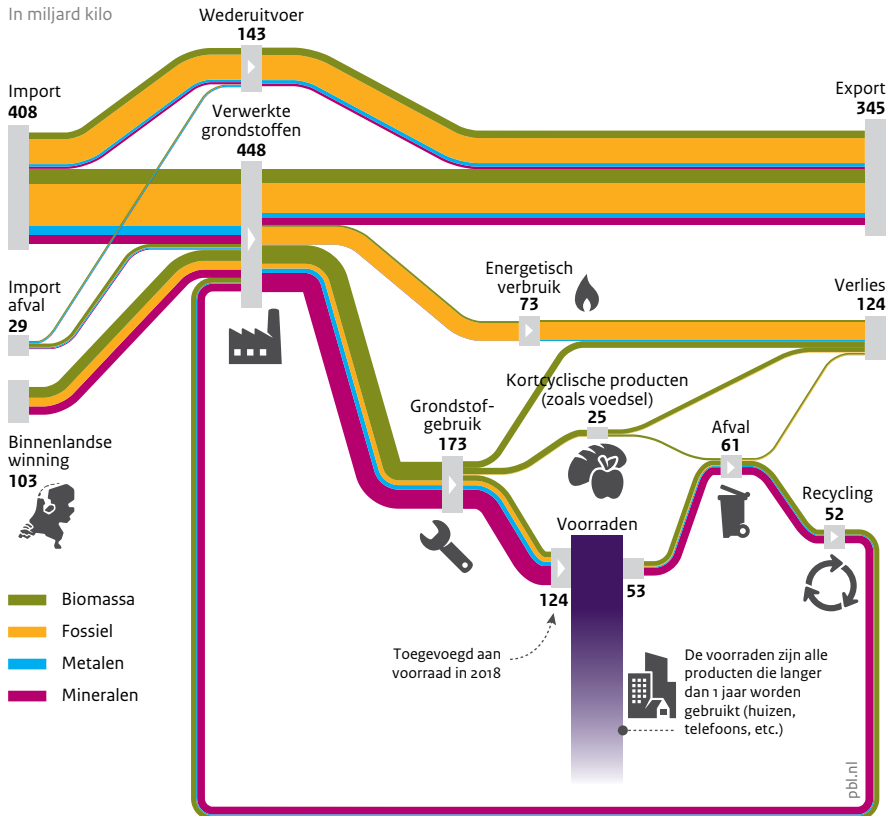 In miljard kilo
Wederuitvoer
143
Import
408
Export
345
Verwerkte
grondstoffen
448
Import
afval
29
Energetisch
verbruik
73
Verlies
124
Kortcyclische producten
(zoals voedsel)
25
Binnenlandse
winning
103
Grondstof-
gebruik
173
Afval
61
Recycling
52
Voorraden
124
53
Biomassa
Fossiel
Metalen
Mineralen
Toegevoegd aan
voorraad in 2018
De voorraden zijn alle
producten die langer
dan 1 jaar worden
gebruikt (huizen,
telefoons, etc.)
pbl.nl